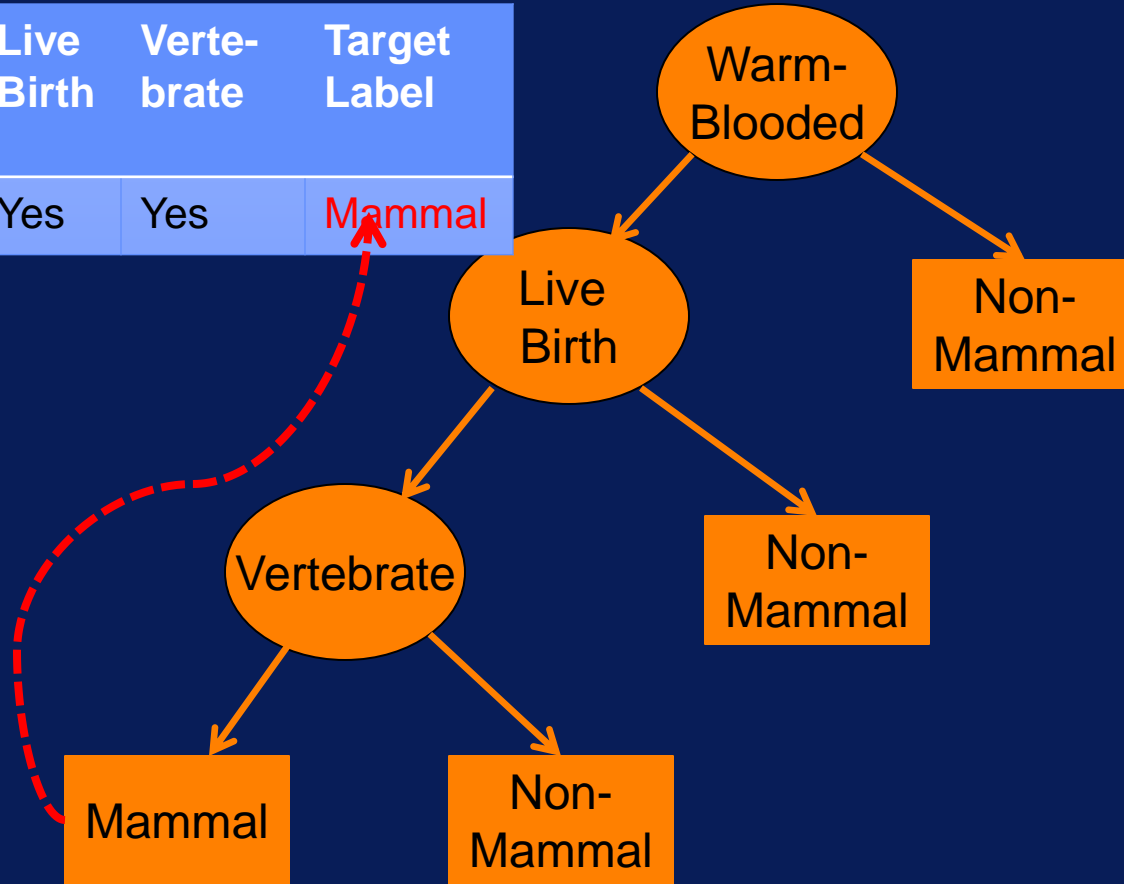 Live Verte- Target
Birth brate Label
Yes Yes Mammal
Warm-
Blooded
Live
Birth
Non-
Mammal
Vertebrate
Non-
Mammal
Mammal
Non-
Mammal